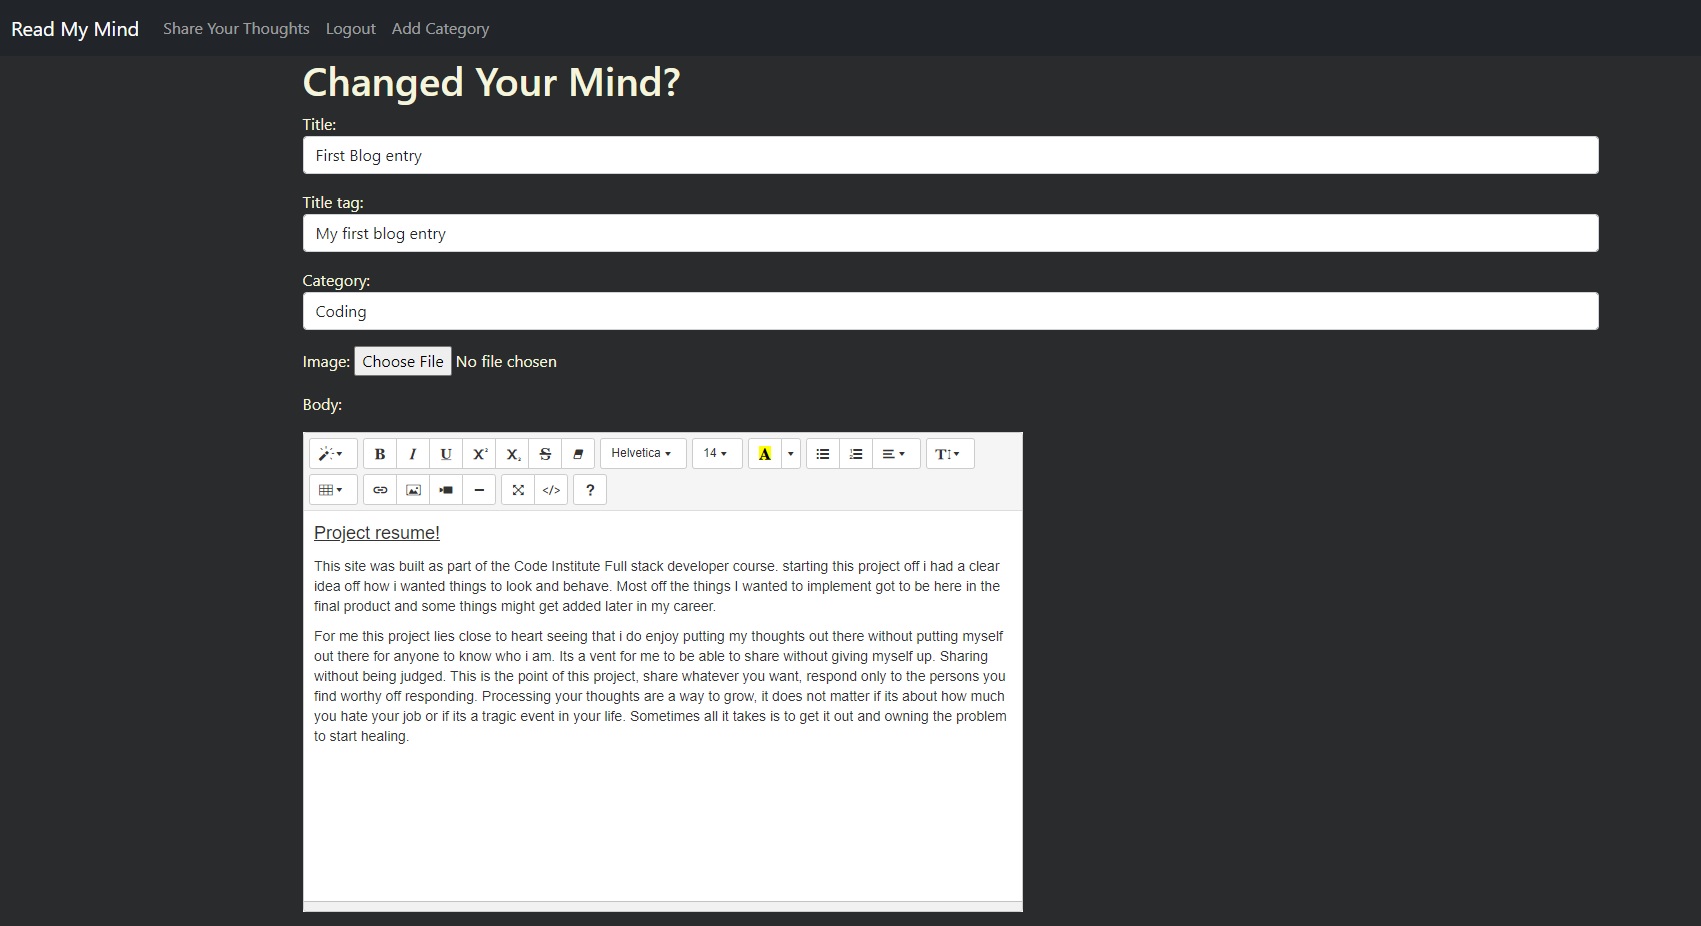 Read My Mind Share Your Thoughts Logout Add Category
Changed Your Mind?
Title:
First Blog entry
Title tag:
My first blog entry
Category:
Coding
Image: Choose File No file chosen
Body:
B I U X² X₂ S Helvetica 14 A T
</> ?
Project resume!
This site was built as part of the Code Institute Full stack developer course. starting this project off i had a clear
idea off how i wanted things to look and behave. Most off the things I wanted to implement got to be here in the
final product and some things might get added later in my career.
For me this project lies close to heart seeing that i do enjoy putting my thoughts out there without putting myself
out there for anyone to know who i am. Its a vent for me to be able to share without giving myself up. Sharing
without being judged. This is the point of this project, share whatever you want, respond only to the persons you
find worthy off responding. Processing your thoughts are a way to grow, it does not matter if its about how much
you hate your job or if its a tragic event in your life. Sometimes all it takes is to get it out and owning the problem
to start healing.